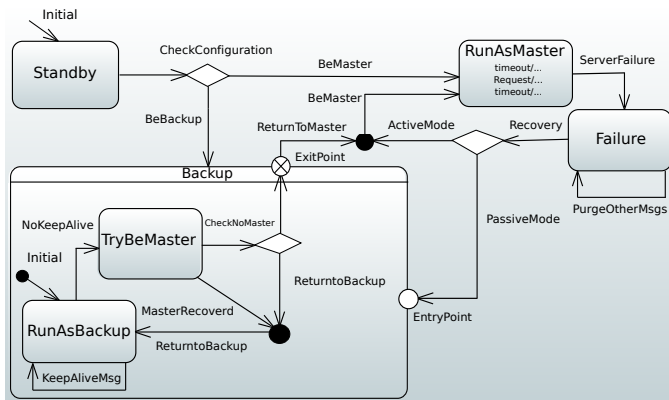 Initial
CheckConfiguration
Standby
BeMaster
RunAsMaster
timeout/...
Request/...
timeout/...
ServerFailure
BeMaster
BeBackup
ReturnToMaster
ActiveMode
Recovery
Failure
ExitPoint
Backup
PurgeOtherMsgs
NoKeepAlive
TryBeMaster
CheckNoMaster
PassiveMode
Initial
ReturntoBackup
MasterRecoverd
EntryPoint
RunAsBackup
ReturntoBackup
KeepAliveMsg